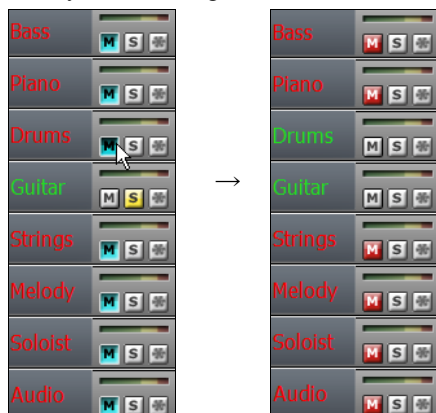 Bass M S Bass M S
Piano M S Piano M S
Drums M S Drums M S
Guitar M S → Guitar M S
Strings M S Strings M S
Melody M S Melody M S
Soloist M S Soloist M S
Audio M S Audio M S